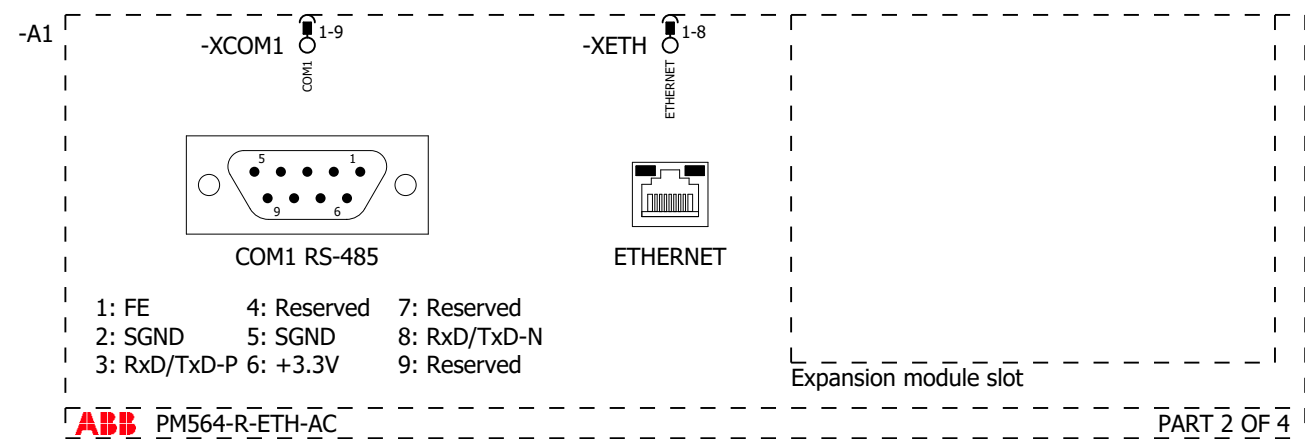 -A1
-XCOM1 1-9
COM1
-XETH 1-8
ETHERNET
5 1
9 6
COM1 RS-485
ETHERNET
1: FE 4: Reserved 7: Reserved
2: SGND 5: SGND 8: RxD/TxD-N
3: RxD/TxD-P 6: +3.3V 9: Reserved
Expansion module slot
ABB PM564-R-ETH-AC PART 2 OF 4